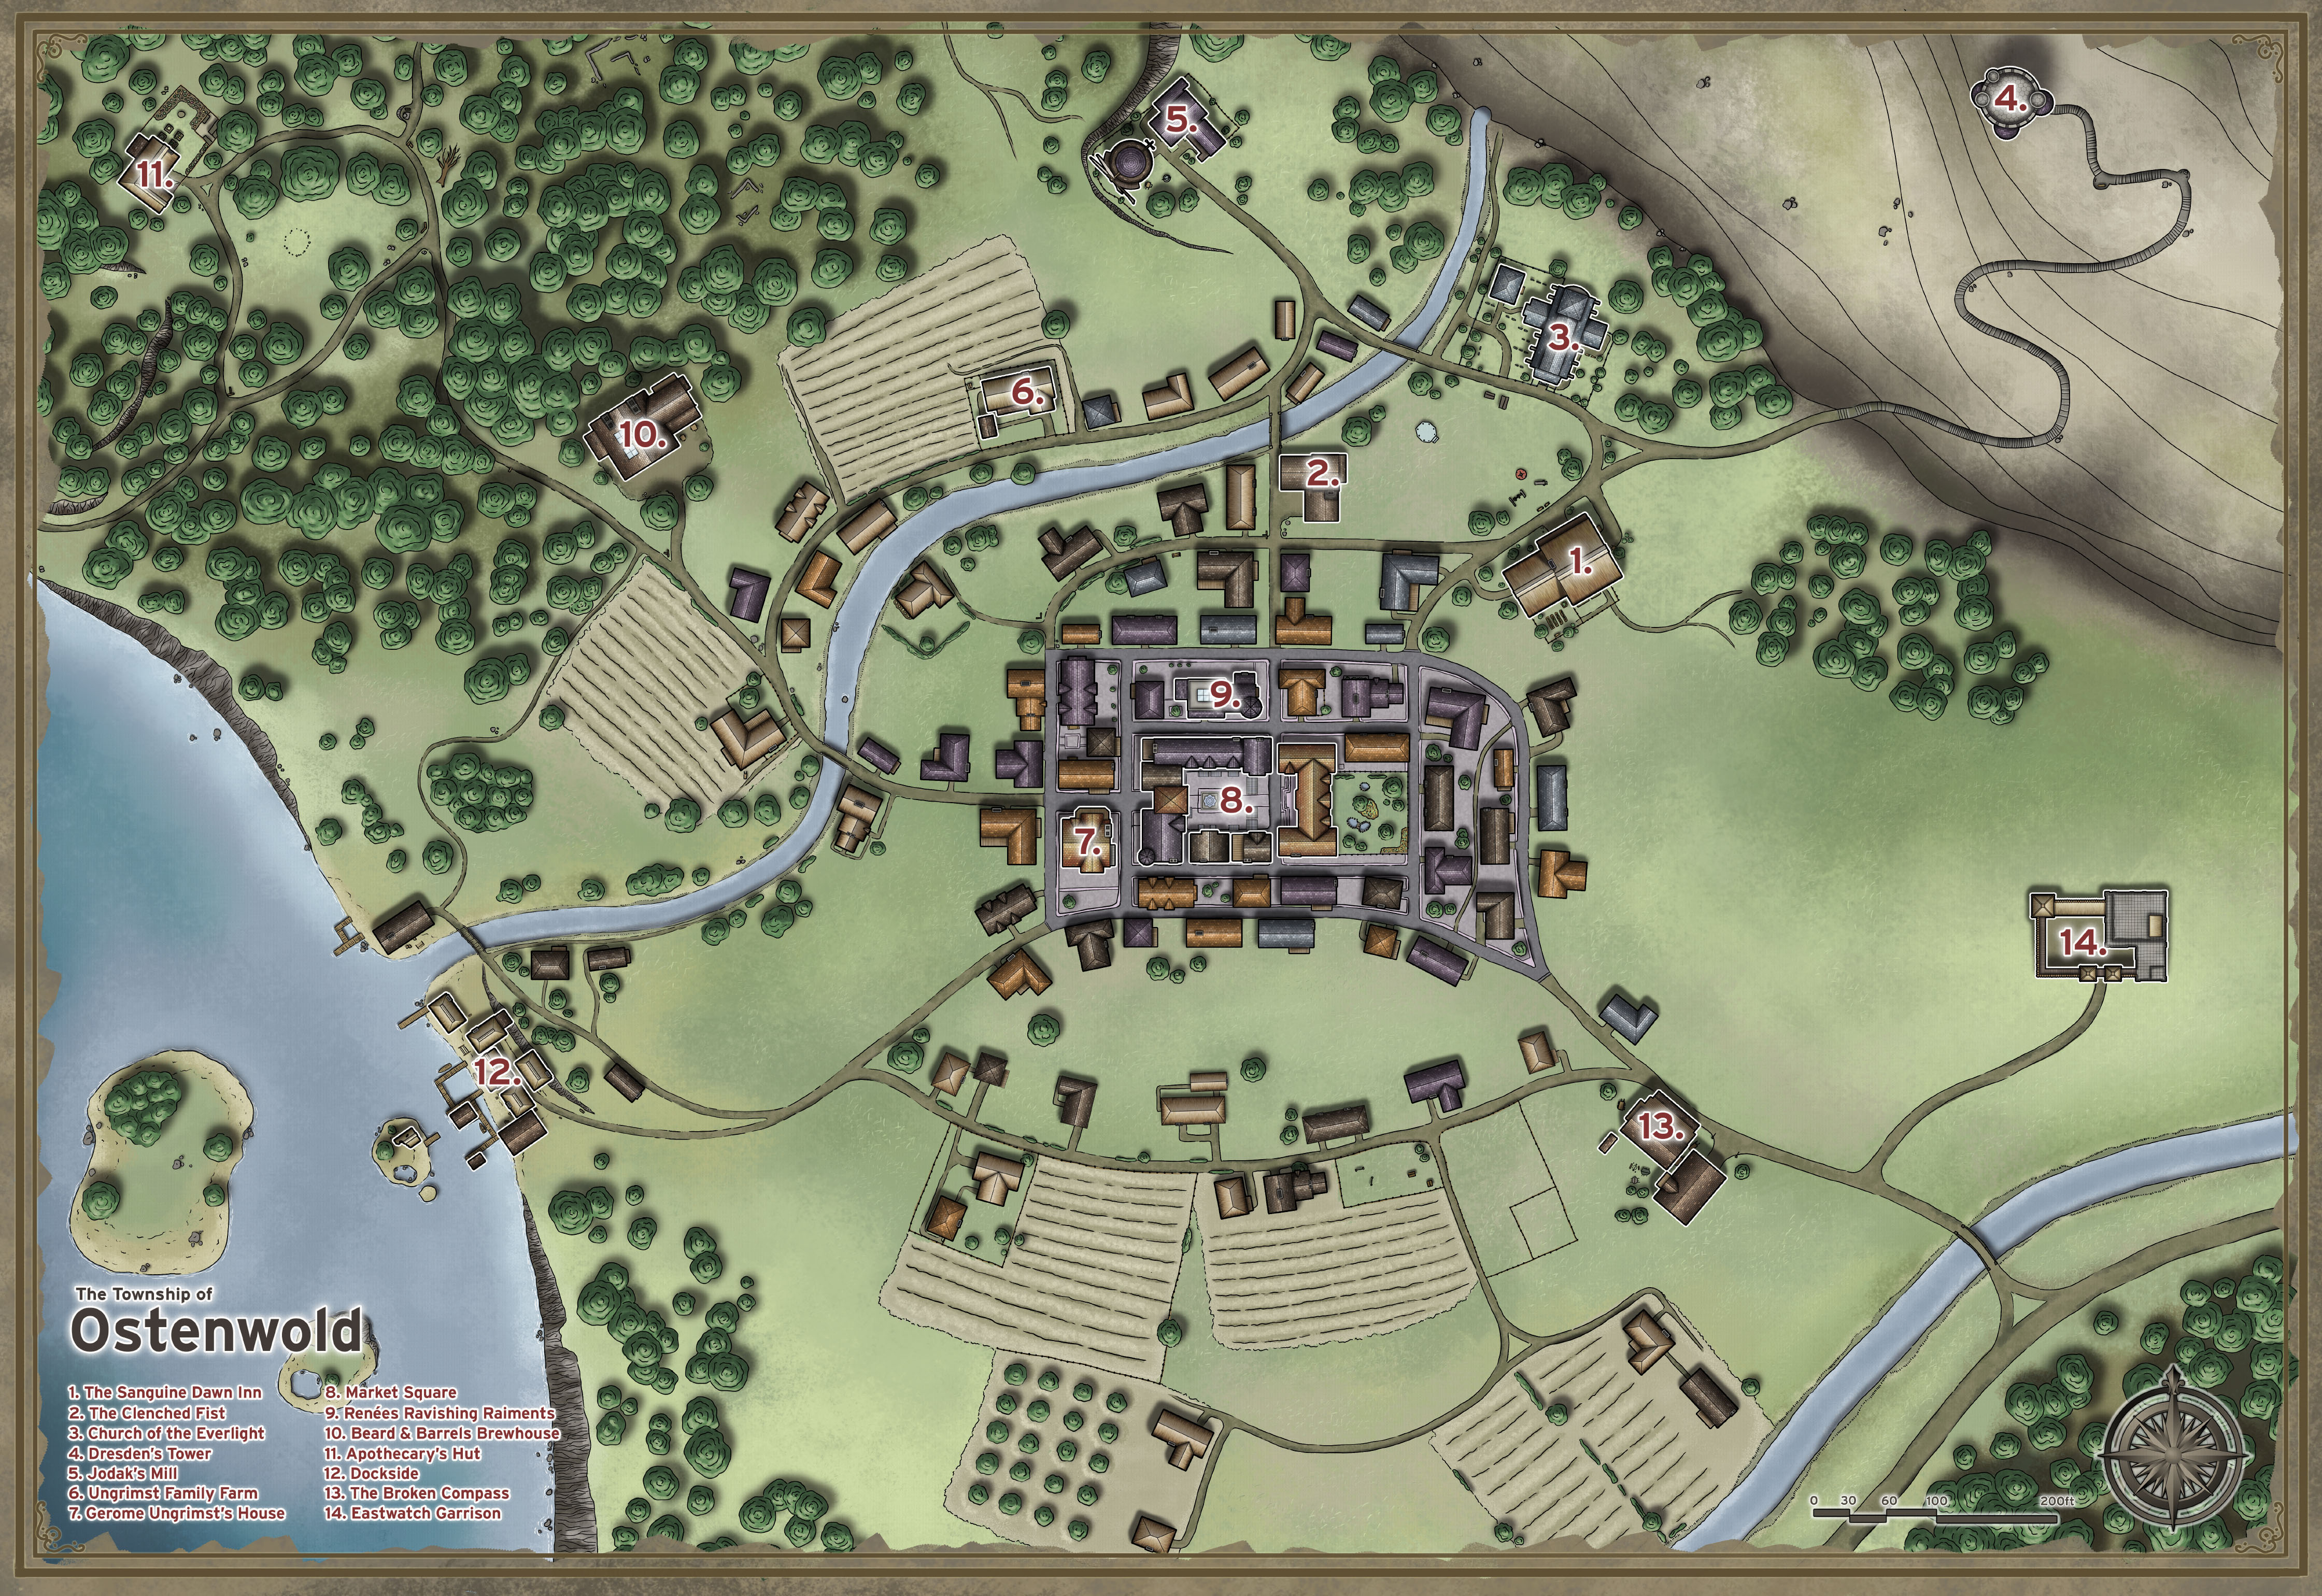 4.
5.
11.
3.
6.
10.
2.
1.
9.
8.
7.
14.
12.
13.
The Township of
Ostenwold
1. The Sanguine Dawn Inn
2. The Clenched Fist
3. Church of the Everlight
4. Dresden's Tower
5. Jodak's Mill
6. Ungrimst Family Farm
7. Gerome Ungrimst's House
8. Market Square
9. Renées Ravishing Raiments
10. Beard & Barrels Brewhouse
11. Apothecary's Hut
12. Dockside
13. The Broken Compass
14. Eastwatch Garrison
0 30 60 100 200ft